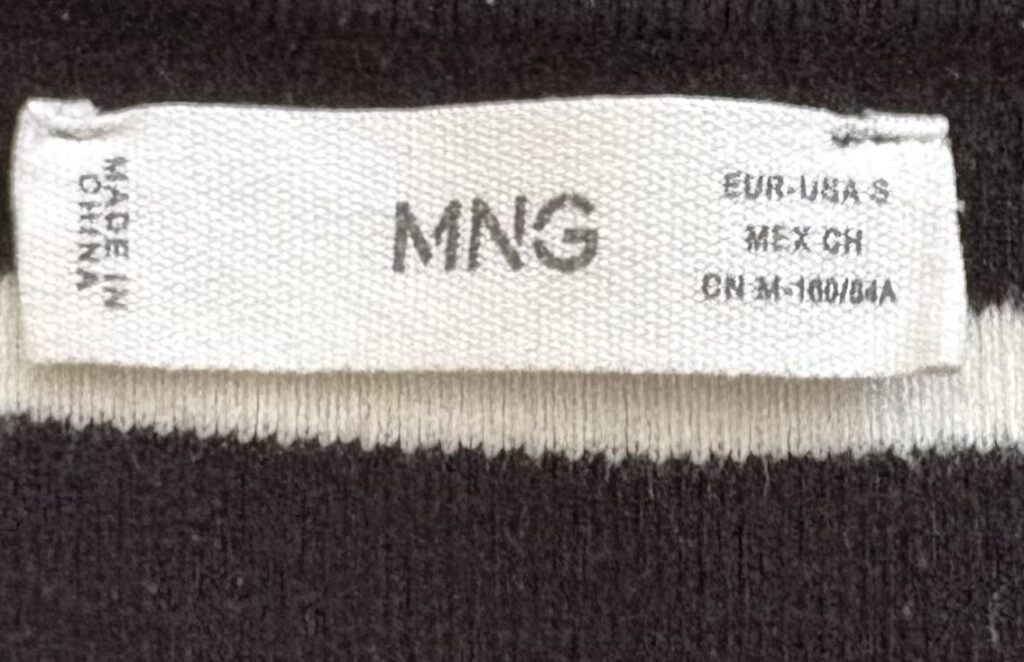 MADE IN
CHINA
MNG
EUR-USA S
MEX CH
CN M-160/84A